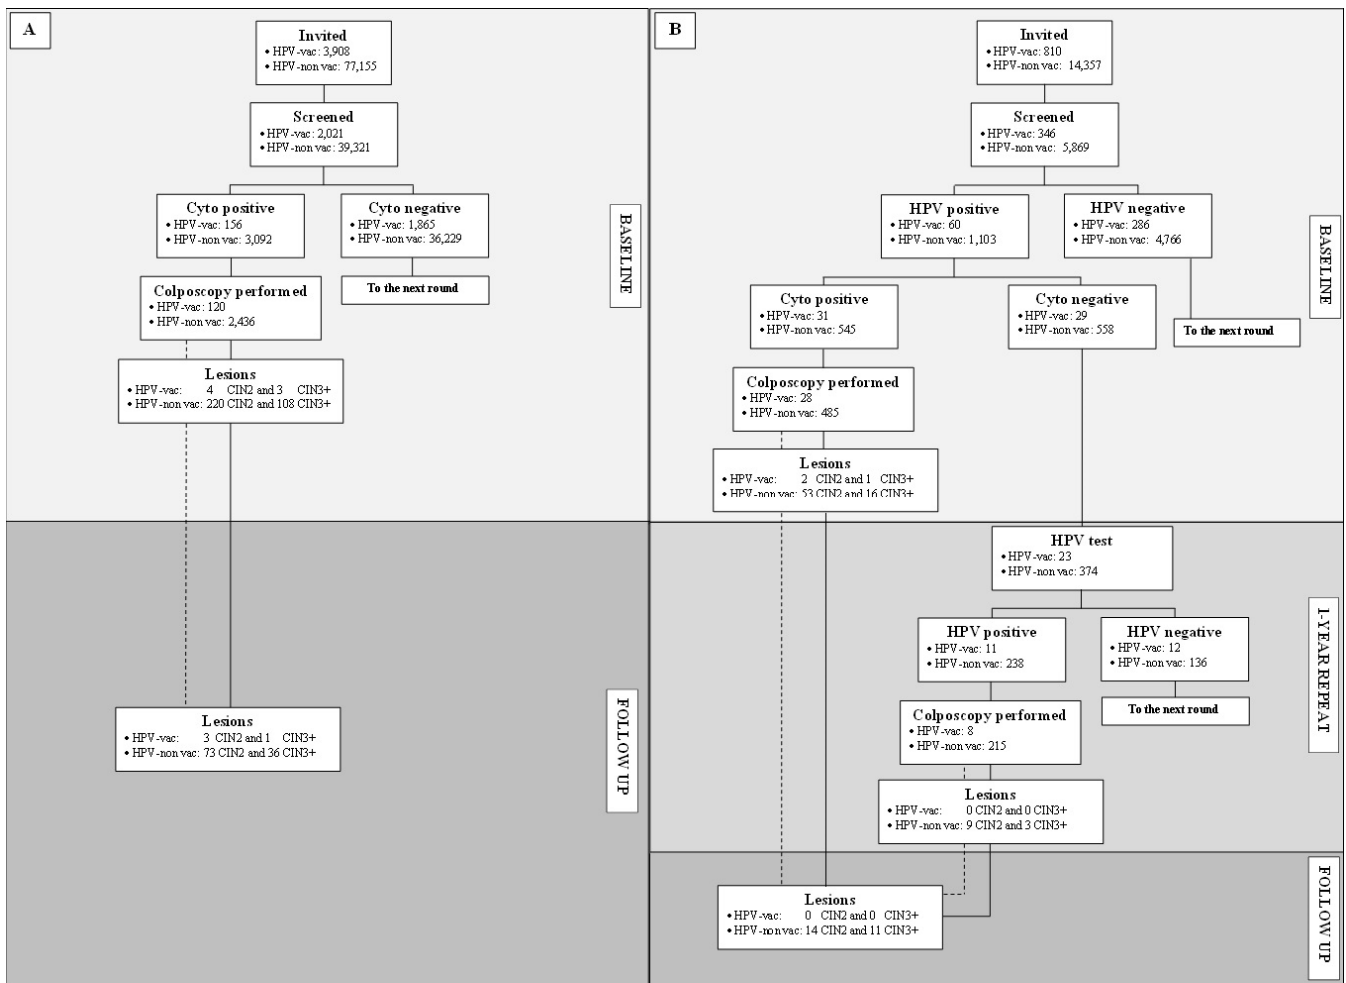 A
Invited
• HPV-vac: 3,908
• HPV-non vac: 77,155
Screened
• HPV-vac: 2,021
• HPV-non vac: 39,321
Cyto positive
• HPV-vac: 156
• HPV-non vac: 3,092
Cyto negative
• HPV-vac: 1,865
• HPV-non vac: 36,229
To the next round
Colposcopy performed
• HPV-vac: 120
• HPV-non vac: 2,436
Lesions
• HPV-vac: 4 CIN2 and 3 CIN3+
• HPV-non vac: 220 CIN2 and 108 CIN3+
BASELINE
Lesions
• HPV-vac: 3 CIN2 and 1 CIN3+
• HPV-non vac: 73 CIN2 and 36 CIN3+
FOLLOW UP
B
Invited
• HPV-vac: 810
• HPV-non vac: 14,357
Screened
• HPV-vac: 346
• HPV-non vac: 5,869
HPV positive
• HPV-vac: 60
• HPV-non vac: 1,103
HPV negative
• HPV-vac: 286
• HPV-non vac: 4,766
To the next round
Cyto positive
• HPV-vac: 31
• HPV-non vac: 545
Cyto negative
• HPV-vac: 29
• HPV-non vac: 558
Colposcopy performed
• HPV-vac: 28
• HPV-non vac: 485
Lesions
• HPV-vac: 2 CIN2 and 1 CIN3+
• HPV-non vac: 53 CIN2 and 16 CIN3+
BASELINE
HPV test
• HPV-vac: 23
• HPV-non vac: 374
HPV positive
• HPV-vac: 11
• HPV-non vac: 238
HPV negative
• HPV-vac: 12
• HPV-non vac: 136
To the next round
Colposcopy performed
• HPV-vac: 8
• HPV-non vac: 215
Lesions
• HPV-vac: 0 CIN2 and 0 CIN3+
• HPV-non vac: 9 CIN2 and 3 CIN3+
1-YEAR REPEAT
Lesions
• HPV-vac: 0 CIN2 and 0 CIN3+
• HPV-non vac: 14 CIN2 and 11 CIN3+
FOLLOW UP